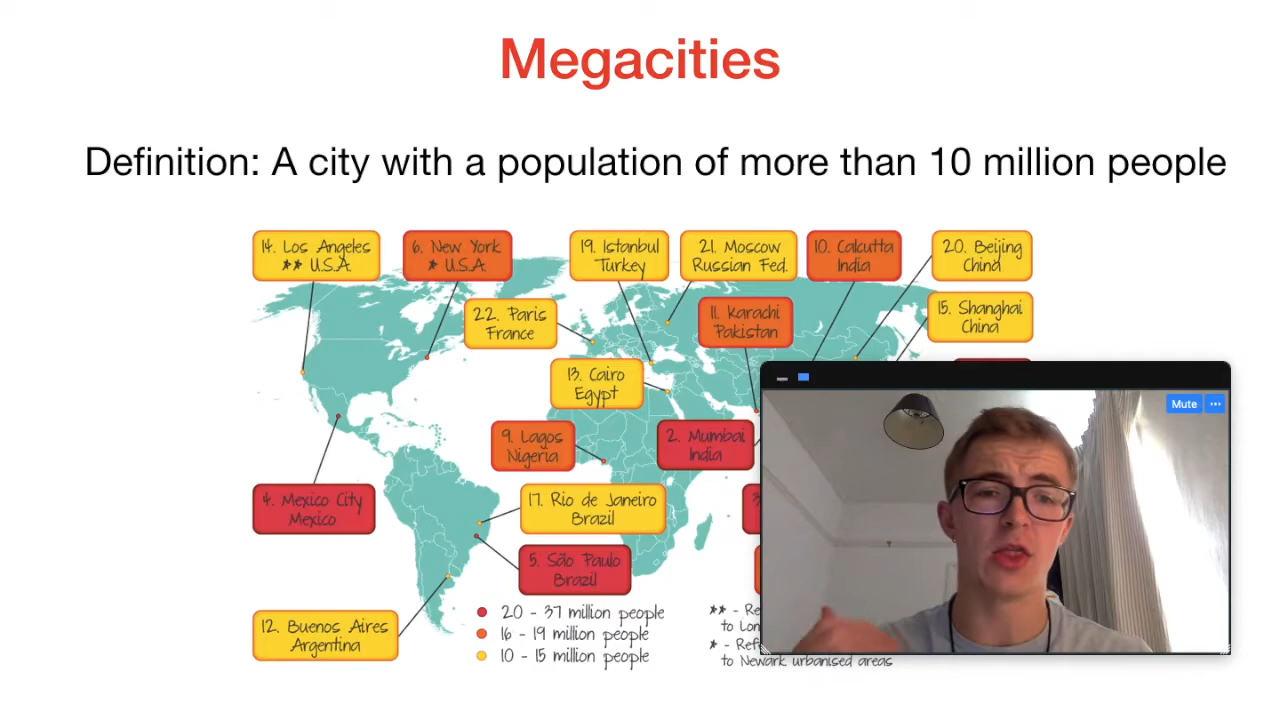 Megacities
Definition: A city with a population of more than 10 million people
14. Los Angeles
** U.S.A.
6. New York
* U.S.A.
19. Istanbul
Turkey
21. Moscow
Russian Fed.
10. Calcutta
India
20. Beijing
China
22. Paris
France
11. Karachi
Pakistan
15. Shanghai
China
13. Cairo
Egypt
Mute
9. Lagos
Nigeria
2. Mumbai
India
4. Mexico City
Mexico
17. Rio de Janeiro
Brazil
5. São Paulo
Brazil
12. Buenos Aires
Argentina
20 - 37 million people
16 - 19 million people
10 - 15 million people
** -
to
* -
to Newark urbanised areas